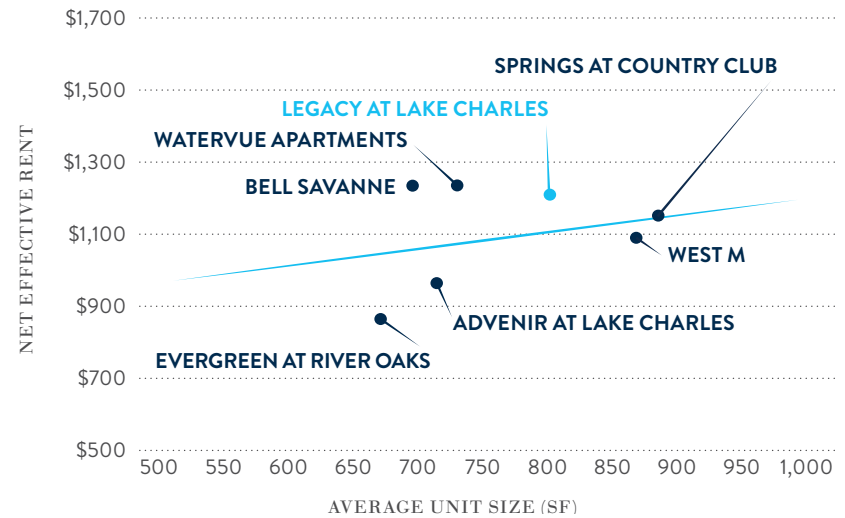 $1,700
SPRINGS AT COUNTRY CLUB
$1,500
LEGACY AT LAKE CHARLES
WATERVUE APARTMENTS
$1,300
BELL SAVANNE
$1,100
WEST M
$900
ADVENIR AT LAKE CHARLES
EVERGREEN AT RIVER OAKS
$700
$500
NET EFFECTIVE RENT
500 550 600 650 700 750 800 850 900 950 1,000
AVERAGE UNIT SIZE (SF)